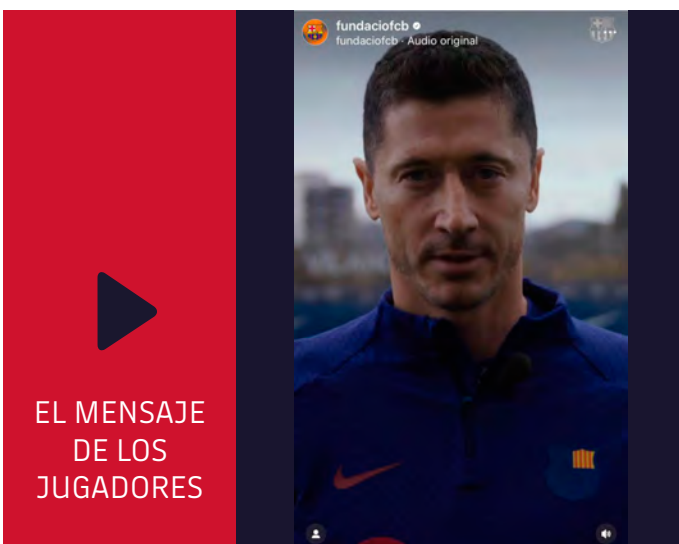 EL MENSAJE
DE LOS
JUGADORES
fundaciofcb
fundaciofcb · Audio original